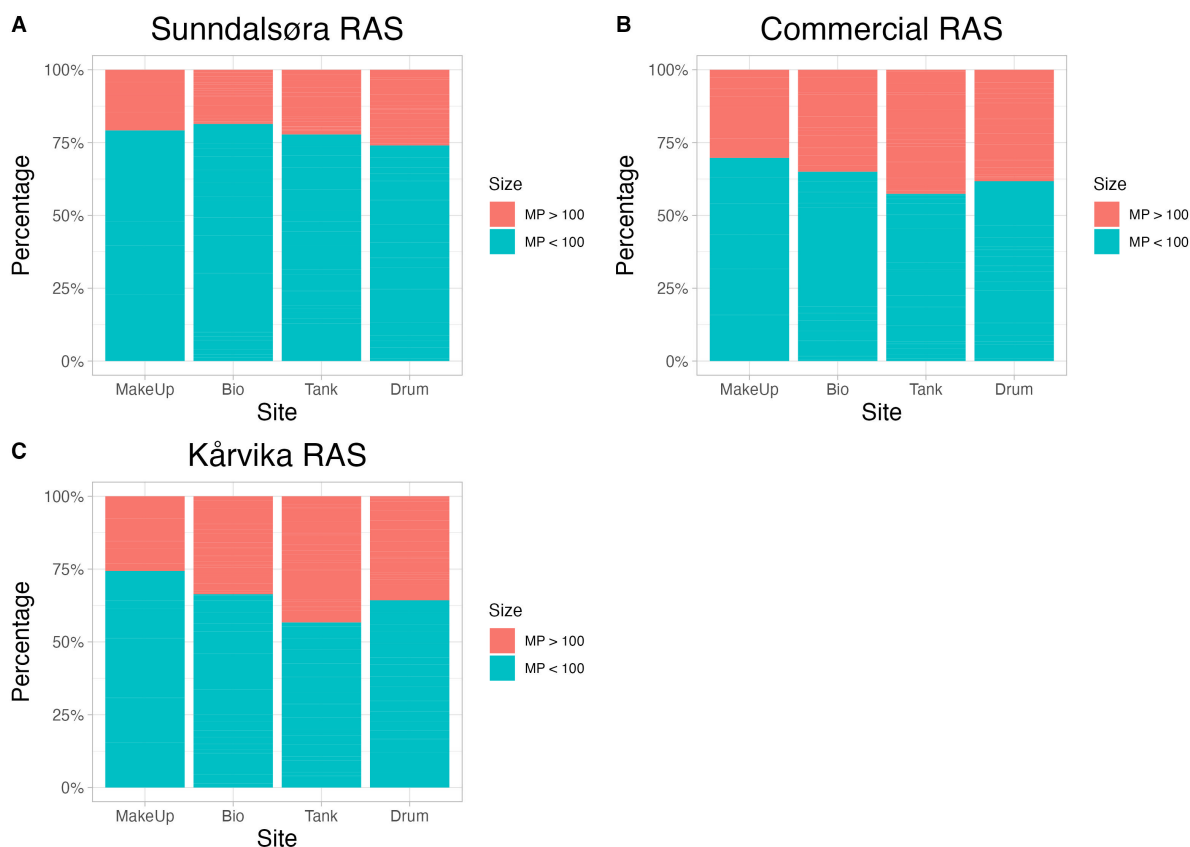 A
Sunndalsøra RAS
100%
75%
50%
25%
0%
Percentage
MakeUp Bio Tank Drum
Site
Size
MP > 100
MP < 100
B
Commercial RAS
100%
75%
50%
25%
0%
Percentage
MakeUp Bio Tank Drum
Site
Size
MP > 100
MP < 100
C
Kårvika RAS
100%
75%
50%
25%
0%
Percentage
MakeUp Bio Tank Drum
Site
Size
MP > 100
MP < 100